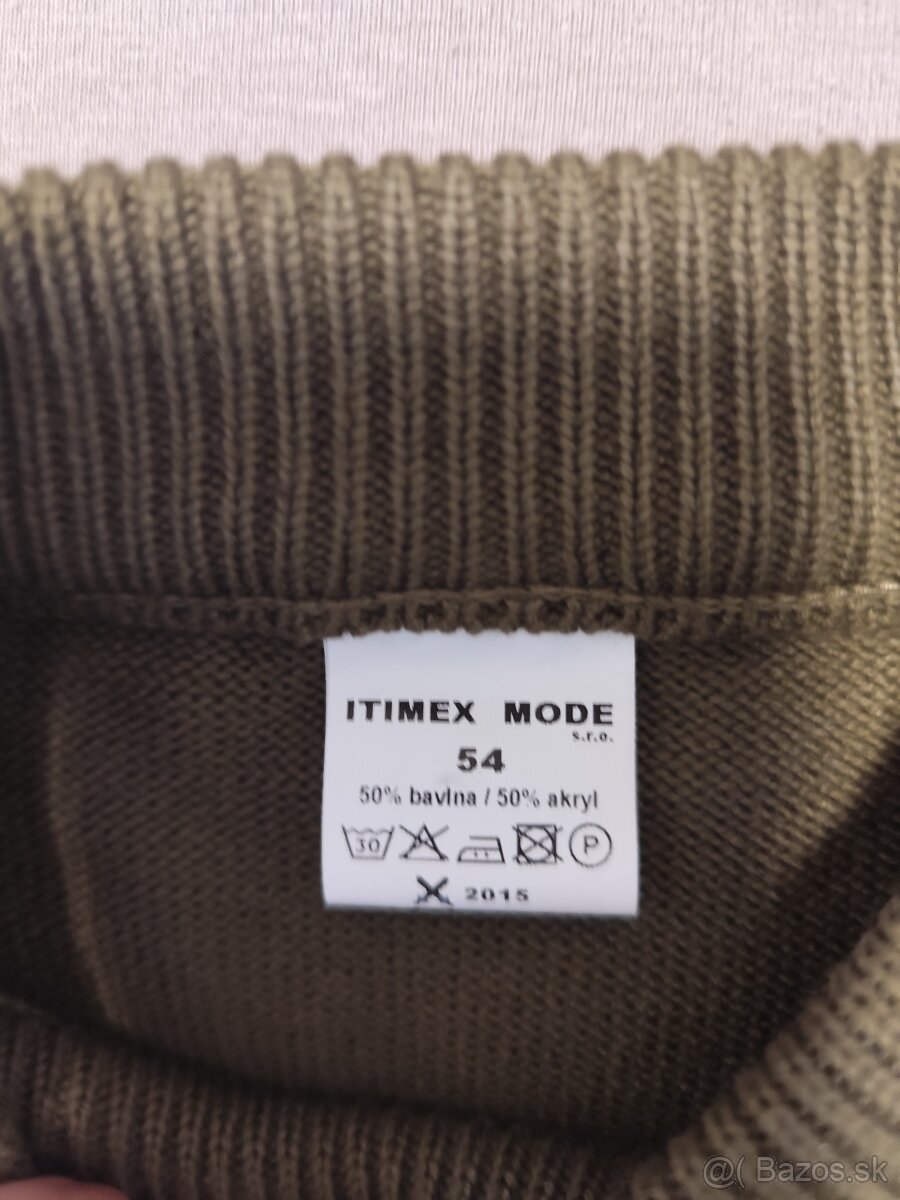 ITIMEX MODE
s.r.o.
54
50% bavlna / 50% akryl
30 P
2015
@( Bazos.sk